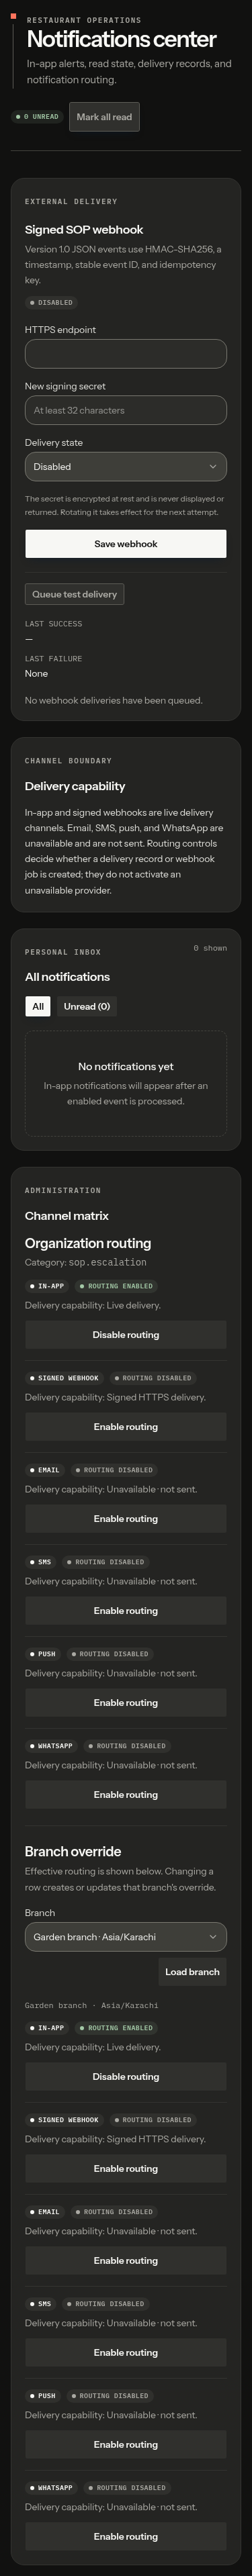 RESTAURANT OPERATIONS
Notifications center
In-app alerts, read state, delivery records, and
notification routing.
0 UNREAD
Mark all read
EXTERNAL DELIVERY
Signed SOP webhook
Version 1.0 JSON events use HMAC-SHA256, a
timestamp, stable event ID, and idempotency
key.
DISABLED
HTTPS endpoint
New signing secret
At least 32 characters
Delivery state
Disabled
The secret is encrypted at rest and is never displayed or
returned. Rotating it takes effect for the next attempt.
Save webhook
Queue test delivery
LAST SUCCESS
—
LAST FAILURE
None
No webhook deliveries have been queued.
CHANNEL BOUNDARY
Delivery capability
In-app and signed webhooks are live delivery
channels. Email, SMS, push, and WhatsApp are
unavailable and are not sent. Routing controls
decide whether a delivery record or webhook
job is created; they do not activate an
unavailable provider.
PERSONAL INBOX
0 shown
All notifications
All
Unread (0)
No notifications yet
In-app notifications will appear after an
enabled event is processed.
ADMINISTRATION
Channel matrix
Organization routing
Category: sop.escalation
IN-APP
ROUTING ENABLED
Delivery capability: Live delivery.
Disable routing
SIGNED WEBHOOK
ROUTING DISABLED
Delivery capability: Signed HTTPS delivery.
Enable routing
EMAIL
ROUTING DISABLED
Delivery capability: Unavailable · not sent.
Enable routing
SMS
ROUTING DISABLED
Delivery capability: Unavailable · not sent.
Enable routing
PUSH
ROUTING DISABLED
Delivery capability: Unavailable · not sent.
Enable routing
WHATSAPP
ROUTING DISABLED
Delivery capability: Unavailable · not sent.
Enable routing
Branch override
Effective routing is shown below. Changing a
row creates or updates that branch's override.
Branch
Garden branch · Asia/Karachi
Load branch
Garden branch · Asia/Karachi
IN-APP
ROUTING ENABLED
Delivery capability: Live delivery.
Disable routing
SIGNED WEBHOOK
ROUTING DISABLED
Delivery capability: Signed HTTPS delivery.
Enable routing
EMAIL
ROUTING DISABLED
Delivery capability: Unavailable · not sent.
Enable routing
SMS
ROUTING DISABLED
Delivery capability: Unavailable · not sent.
Enable routing
PUSH
ROUTING DISABLED
Delivery capability: Unavailable · not sent.
Enable routing
WHATSAPP
ROUTING DISABLED
Delivery capability: Unavailable · not sent.
Enable routing